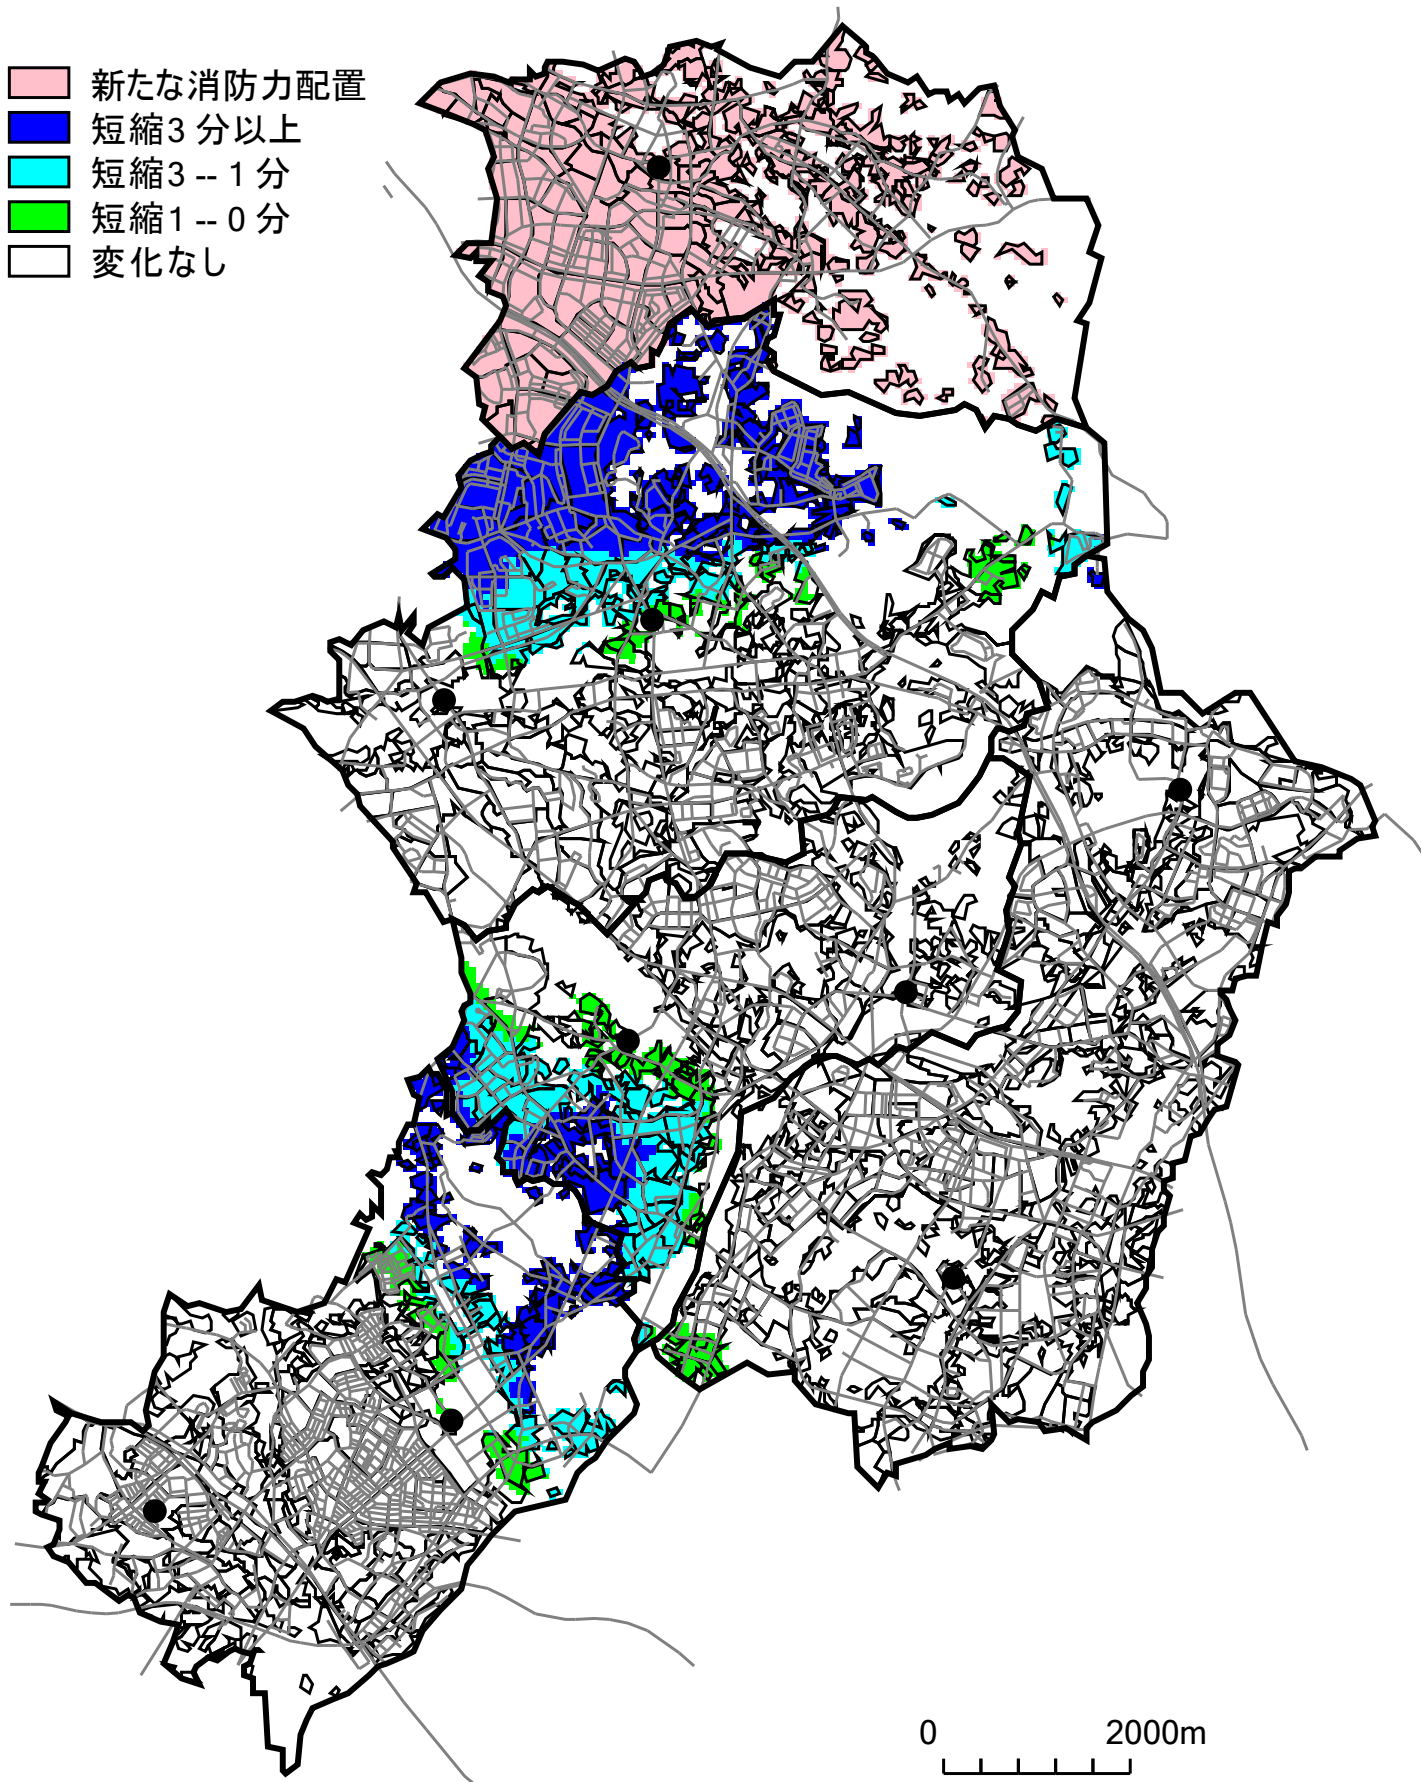 新たな消防力配置
短縮3分以上
短縮3 -- 1分
短縮1 -- 0分
変化なし
0 2000m